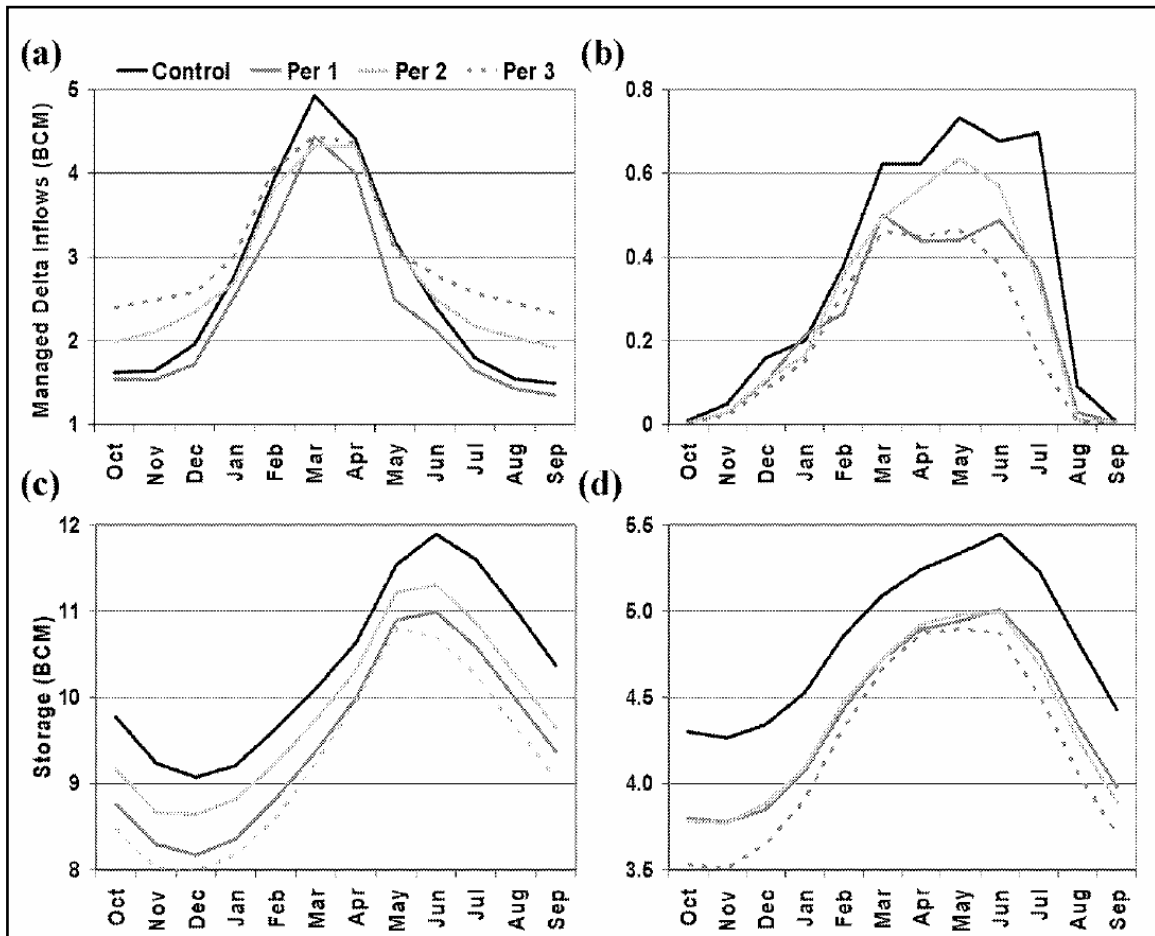 (a)
(b)
Control Per 1 Per 2 Per 3
Managed Delta Inflows (BCM)
5
4
3
2
1
Oct
Nov
Dec
Jan
Feb
Mar
Apr
May
Jun
Jul
Aug
Sep
0.8
0.6
0.4
0.2
0
Oct
Nov
Dec
Jan
Feb
Mar
Apr
May
Jun
Jul
Aug
Sep
(c)
(d)
Storage (BCM)
12
11
10
9
8
Oct
Nov
Dec
Jan
Feb
Mar
Apr
May
Jun
Jul
Aug
Sep
5.5
5.0
4.5
4.0
3.5
Oct
Nov
Dec
Jan
Feb
Mar
Apr
May
Jun
Jul
Aug
Sep